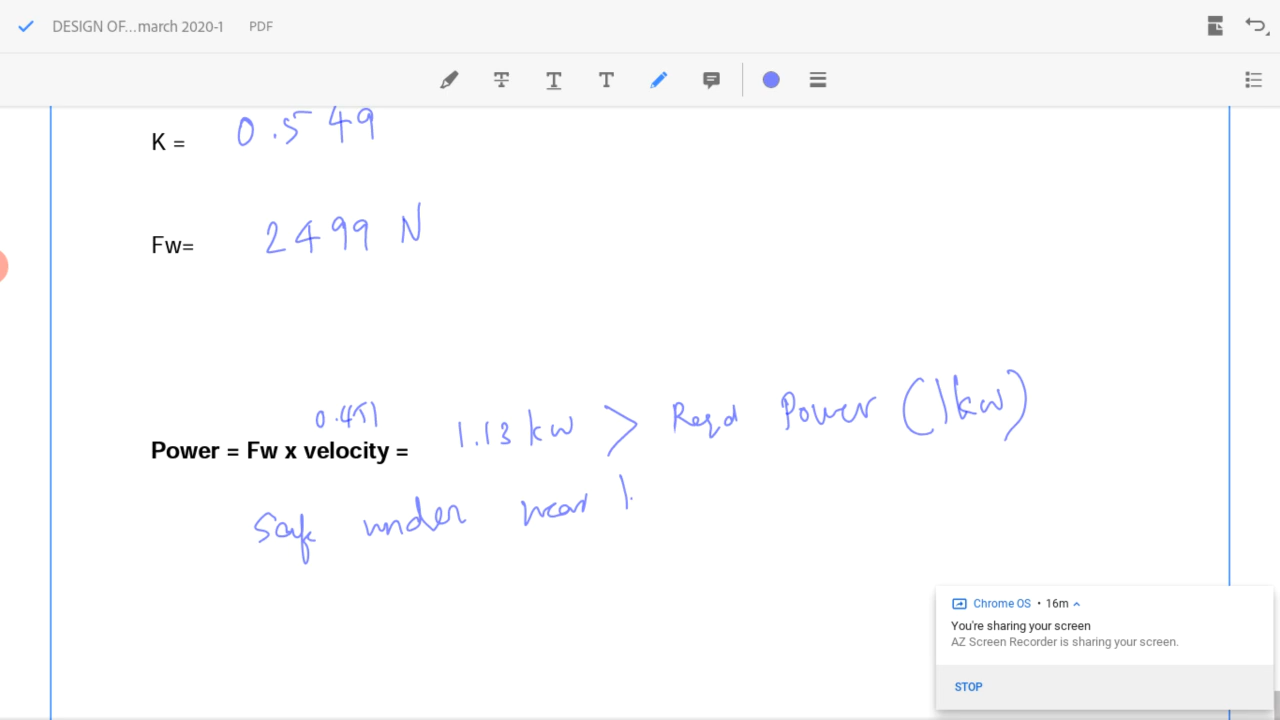 DESIGN OF...march 2020-1 PDF
K = 0.549
Fw= 2499 N
0.451
Power = Fw x velocity = 1.13 kw > Reqd Power (1kw)
Safe under wear
Chrome OS • 16m
You're sharing your screen
AZ Screen Recorder is sharing your screen.
STOP